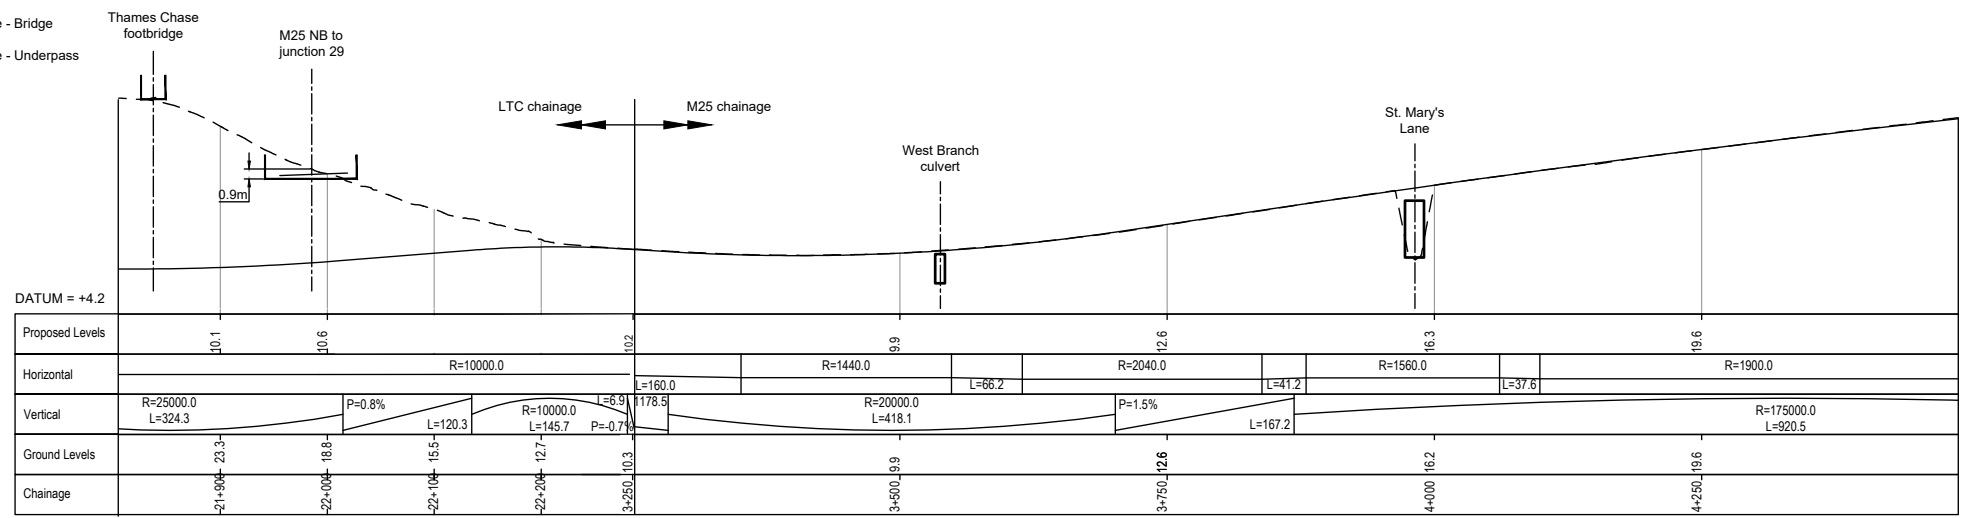 e - Bridge
e - Underpass
Thames Chase
footbridge
M25 NB to
junction 29
LTC chainage
M25 chainage
West Branch
culvert
St. Mary's
Lane
0.9m
DATUM = +4.2
Proposed Levels
10.1
10.6
10.2
9.9
12.6
16.3
19.6
Horizontal
R=10000.0
L=160.0
R=1440.0
L=66.2
R=2040.0
L=41.2
R=1560.0
L=37.6
R=1900.0
Vertical
R=25000.0
L=324.3
P=0.8%
L=120.3
R=10000.0
L=145.7
L=6.9
P=-0.7%
1178.5
R=20000.0
L=418.1
P=1.5%
L=167.2
R=175000.0
L=920.5
Ground Levels
23.3
18.8
15.5
12.7
10.3
9.9
12.6
16.2
19.6
Chainage
21+900
22+000
22+100
22+200
3+250
3+500
3+750
4+000
4+250